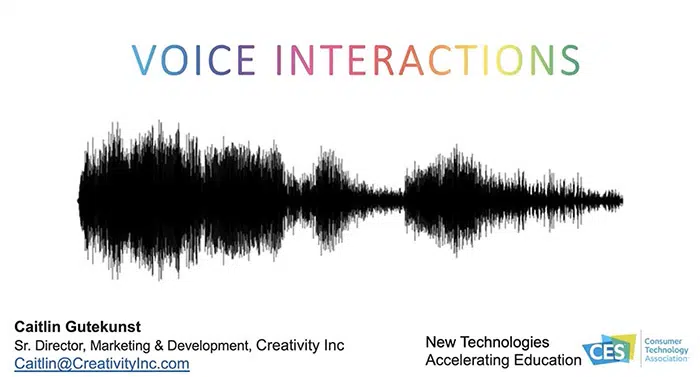 VOICE INTERACTIONS
Caitlin Gutekunst
Sr. Director, Marketing & Development, Creativity Inc
Caitlin@CreativityInc.com
New Technologies
Accelerating Education
CES
Consumer
Technology
Association